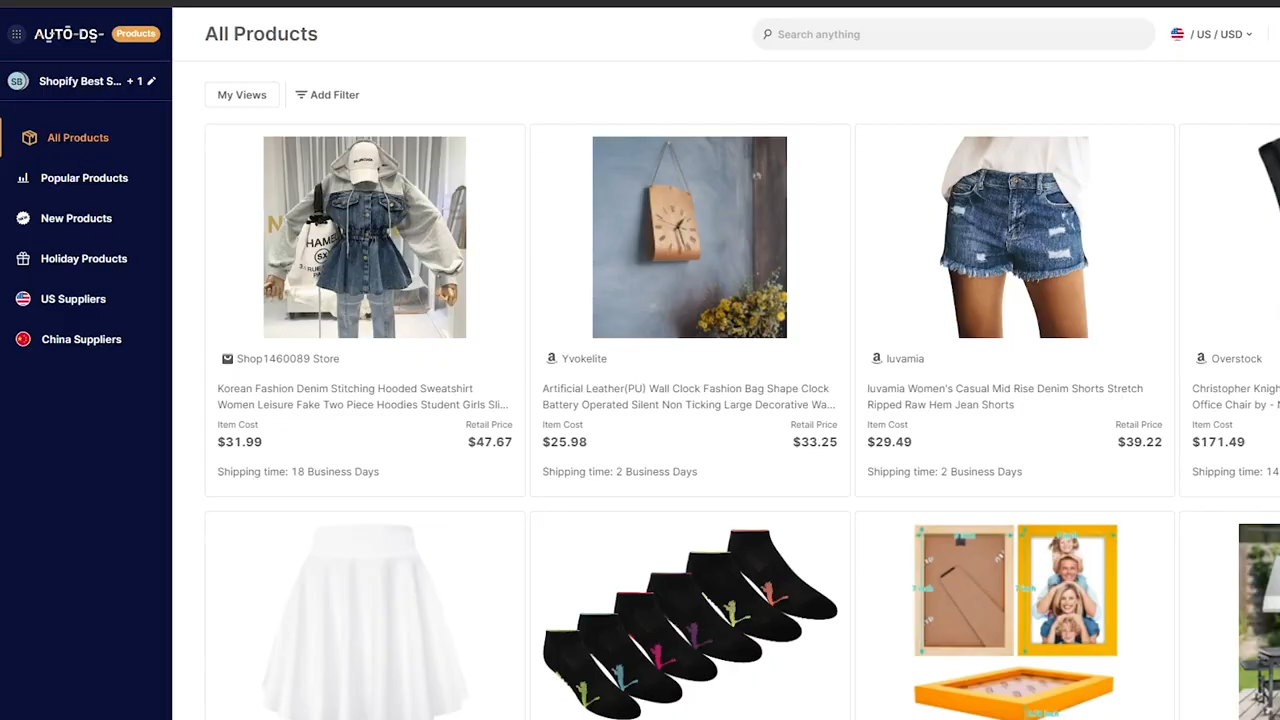 AUTO-DS-
Products
All Products
Search anything
/ US / USD
SB
Shopify Best S... + 1
My Views
Add Filter
All Products
Popular Products
New Products
Holiday Products
US Suppliers
China Suppliers
Shop1460089 Store
Korean Fashion Denim Stitching Hooded Sweatshirt
Women Leisure Fake Two Piece Hoodies Student Girls Sli...
Item Cost
Retail Price
$31.99
$47.67
Shipping time: 18 Business Days
Yvokelite
Artificial Leather(PU) Wall Clock Fashion Bag Shape Clock
Battery Operated Silent Non Ticking Large Decorative Wa...
Item Cost
Retail Price
$25.98
$33.25
Shipping time: 2 Business Days
luvamia
luvamia Women's Casual Mid Rise Denim Shorts Stretch
Ripped Raw Hem Jean Shorts
Item Cost
Retail Price
$29.49
$39.22
Shipping time: 2 Business Days
Overstock
Christopher Knigh
Office Chair by -
Item Cost
$171.49
Shipping time: 14